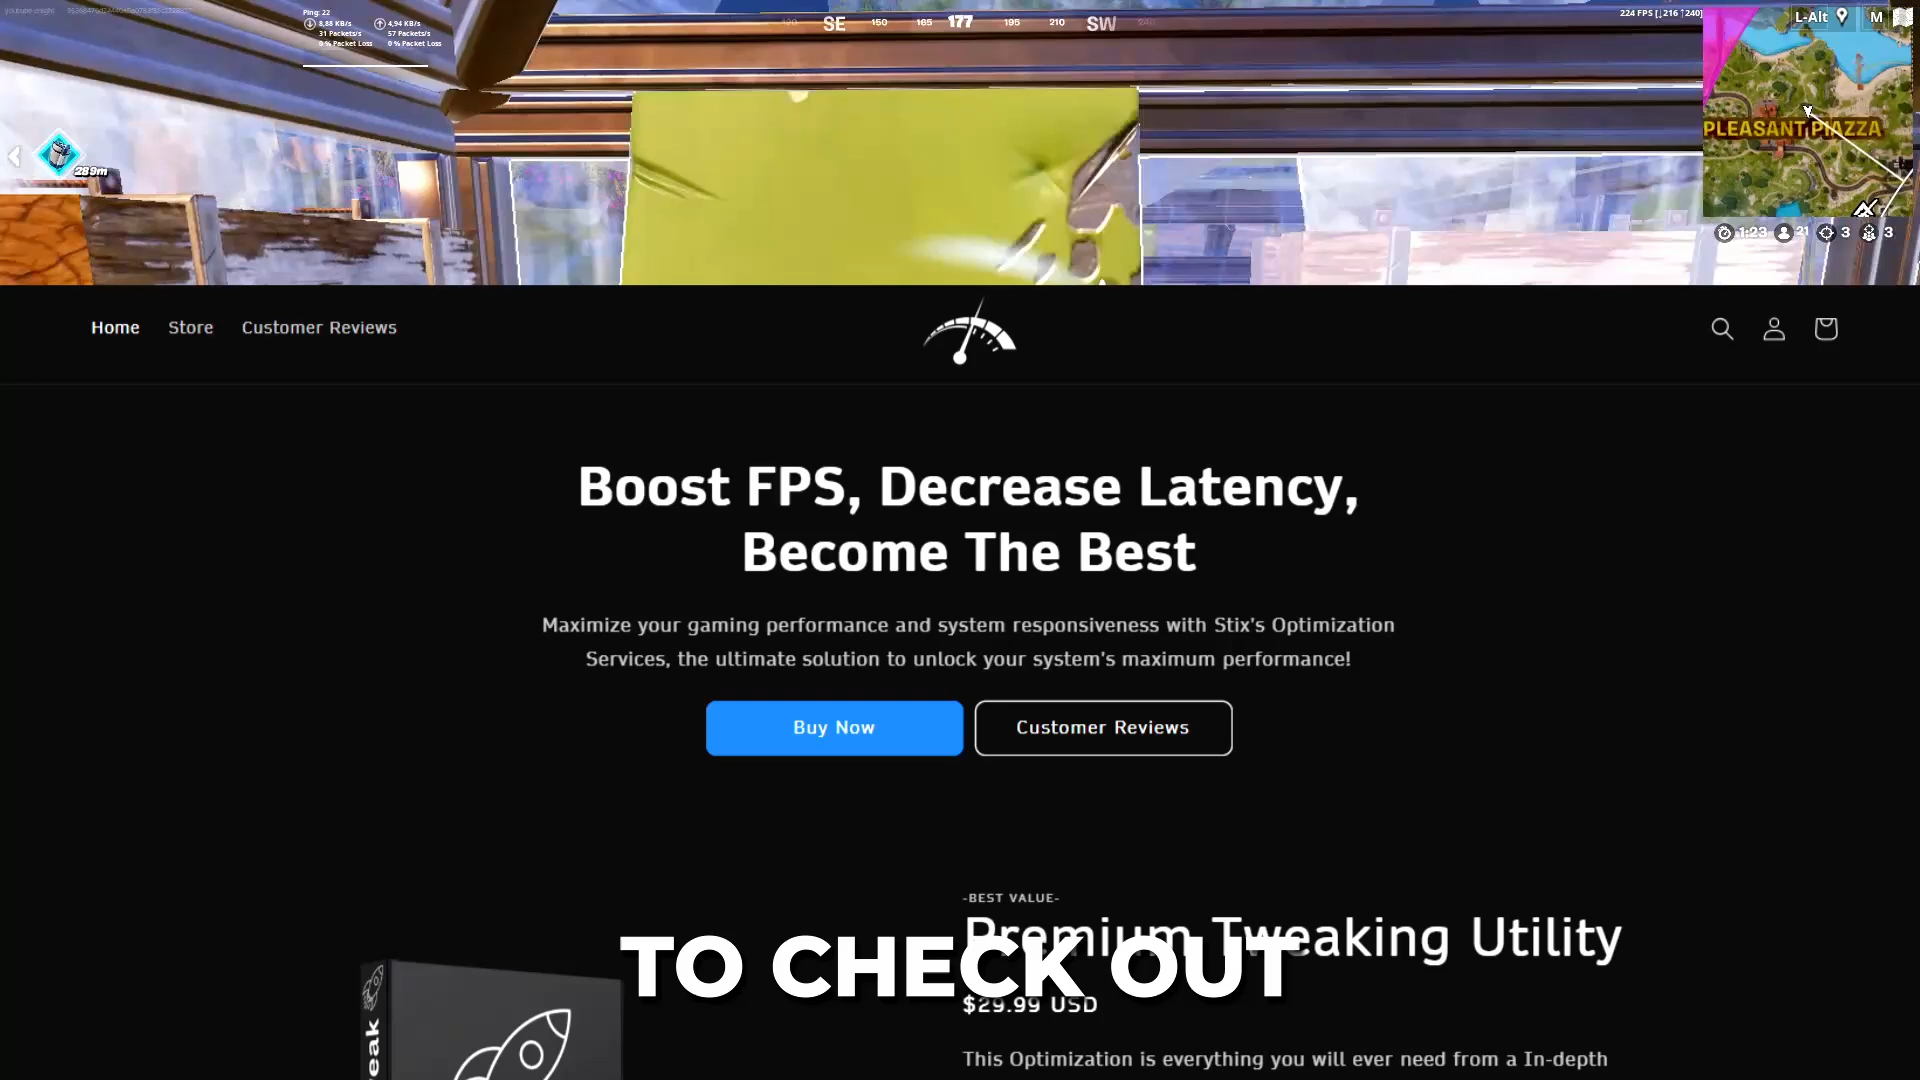 Ping: 22
8,88 KB/s 4,94 KB/s
31 Packets/s 57 Packets/s
0 % Packet Loss 0 % Packet Loss
SE 150 165 177 195 210 SW
224 FPS [↓216 ↑240]
L-Alt M
289m
PLEASANT PIAZZA
1:23 21 3 3
Home Store Customer Reviews
Boost FPS, Decrease Latency,
Become The Best
Maximize your gaming performance and system responsiveness with Stix's Optimization
Services, the ultimate solution to unlock your system's maximum performance!
Buy Now Customer Reviews
-BEST VALUE-
Premium Tweaking Utility
TO CHECK OUT
$29.99 USD
This Optimization is everything you will ever need from a In-depth
eak